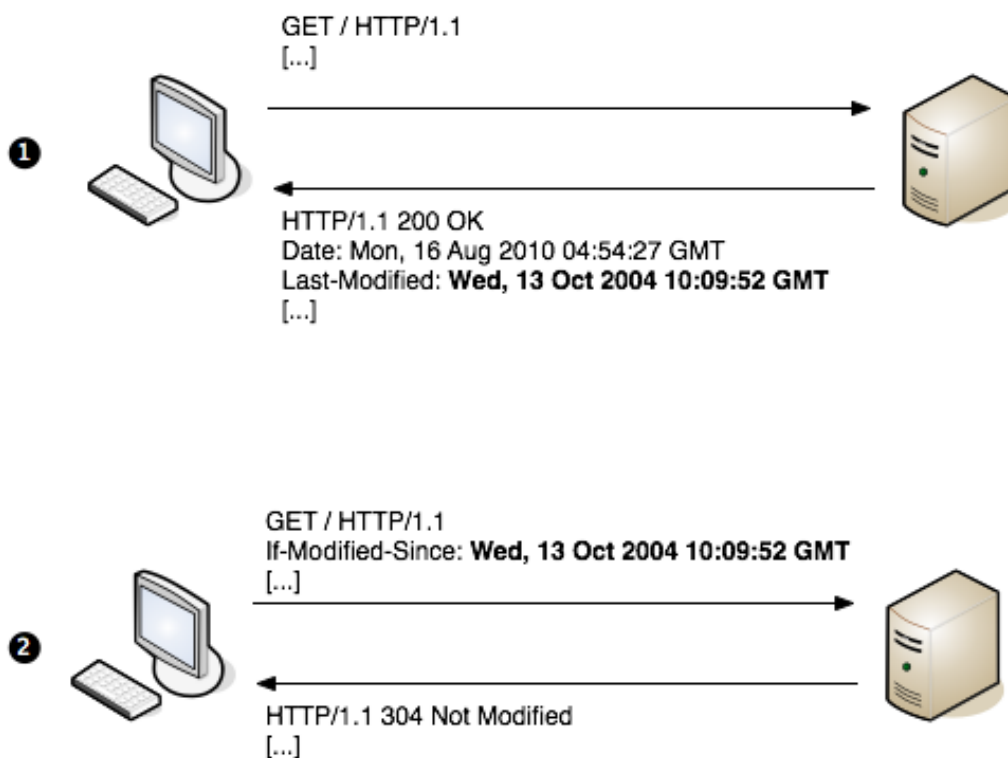 GET / HTTP/1.1
[...]
1
HTTP/1.1 200 OK
Date: Mon, 16 Aug 2010 04:54:27 GMT
Last-Modified: Wed, 13 Oct 2004 10:09:52 GMT
[...]
GET / HTTP/1.1
If-Modified-Since: Wed, 13 Oct 2004 10:09:52 GMT
[...]
2
HTTP/1.1 304 Not Modified
[...]